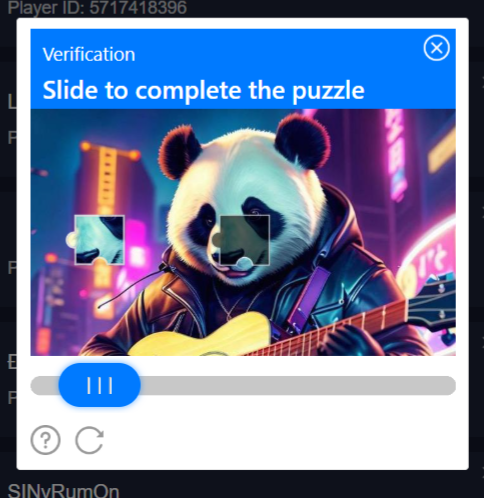 Player ID: 5717418396
Verification
Slide to complete the puzzle
L
P
P
P
SINyRumOn